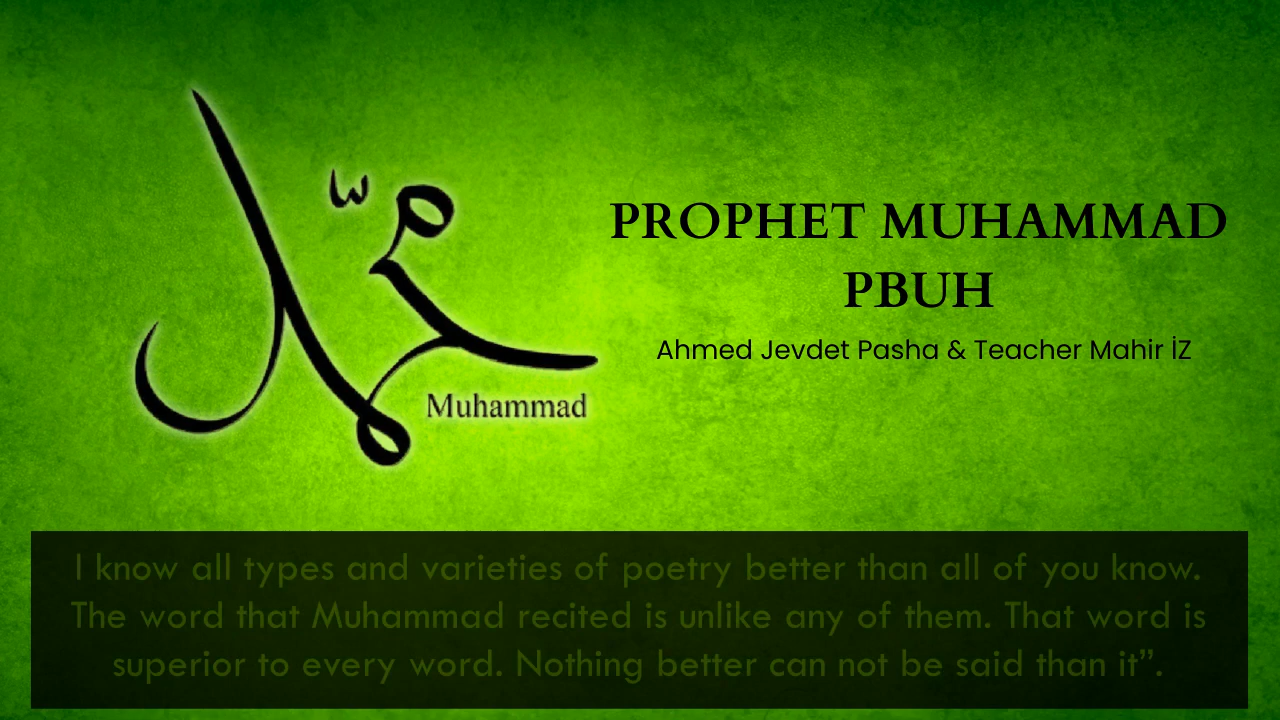 محمد
Muhammad
PROPHET MUHAMMAD
PBUH
Ahmed Jevdet Pasha & Teacher Mahir İZ
I know all types and varieties of poetry better than all of you know.
The word that Muhammad recited is unlike any of them. That word is
superior to every word. Nothing better can not be said than it”.